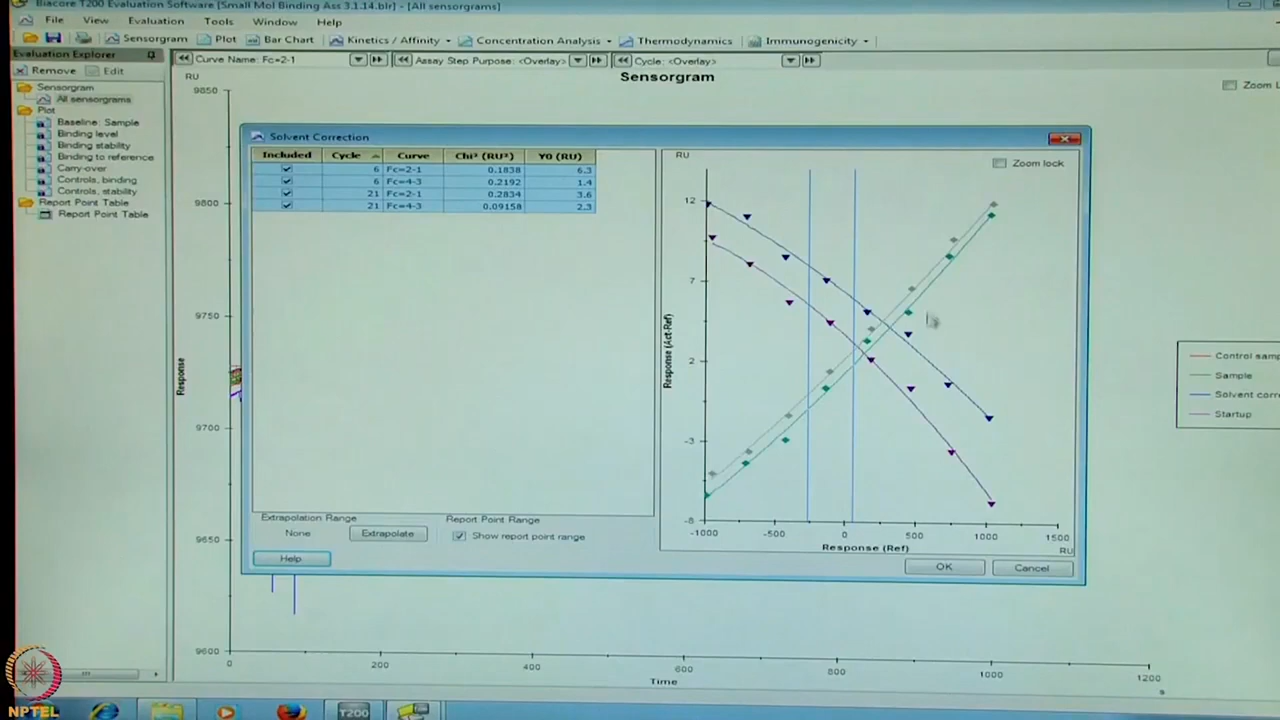 Biacore T200 Evaluation Software [Small Mol Binding Ass 3.1.14.blr] - [All sensorgrams]
File View Evaluation Tools Window Help
Sensorgram Plot Bar Chart Kinetics / Affinity Concentration Analysis Thermodynamics Immunogenicity
Evaluation Explorer
Remove Edit
Sensorgram
All sensorgrams
Plot
Baseline: Sample
Binding level
Binding stability
Binding to reference
Carry-over
Controls, binding
Controls, stability
Report Point Table
Report Point Table
Curve Name: Fc=2-1 Assay Step Purpose: <Overlay> Cycle: <Overlay>
RU
Sensorgram
Zoom L
9850
9800
9750
9700
9650
9600
Response
0 200 400 600 800 1000 1200
Time
s
Control samp
Sample
Solvent corr
Startup
Solvent Correction
Included Cycle Curve Chi² (RU²) Y0 (RU)
6 Fc=2-1 0.1838 6.3
6 Fc=4-3 0.2192 1.4
21 Fc=2-1 0.2834 3.6
21 Fc=4-3 0.09158 2.3
Extrapolation Range
None Extrapolate
Report Point Range
Show report point range
Help
RU
Zoom lock
12
7
2
-3
-8
Response (Act-Ref)
-1000 -500 0 500 1000 1500
Response (Ref)
RU
OK Cancel
T200
NPTEL